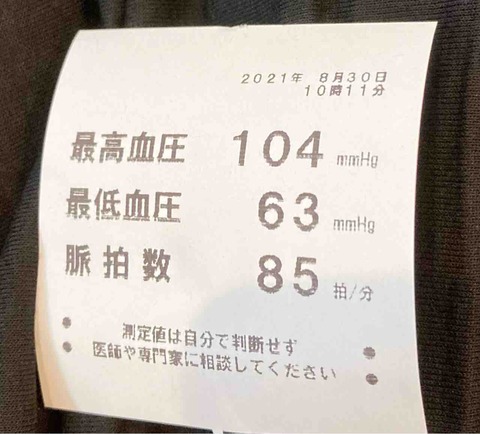 2021年 8月30日
10時11分
最高血圧 104 mmHg
最低血圧 63 mmHg
脈拍数 85 拍/分
測定値は自分で判断せず
医師や専門家に相談してください